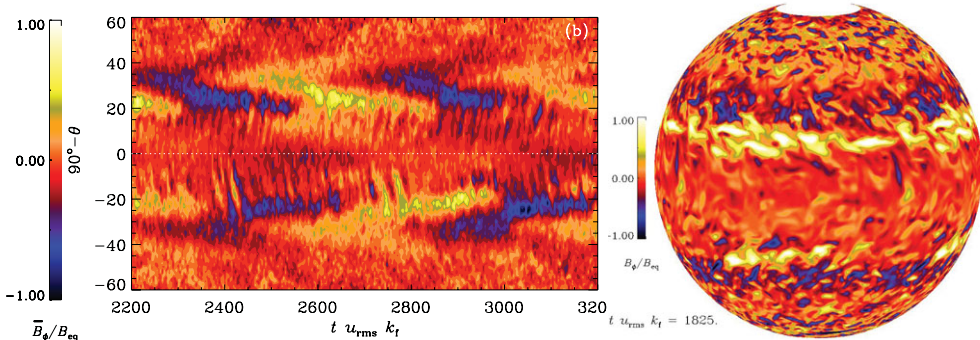 1.00
0.00
-1.00
90°-θ
B̅ϕ/Beq
60
40
20
0
-20
-40
-60
(b)
2200 2400 2600 2800 3000 320
t urms kf
1.00
0.00
-1.00
Bϕ/Beq
t urms kf = 1825.